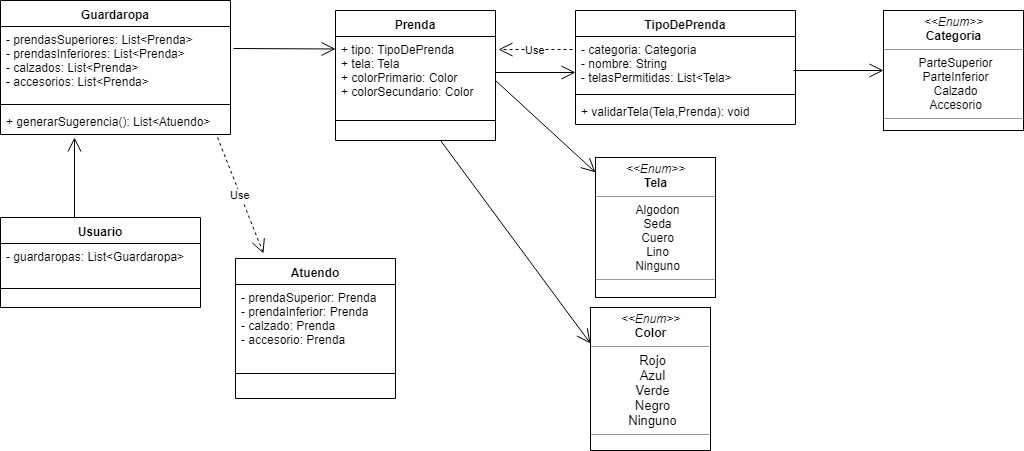 Guardaropa
- prendasSuperiores: List<Prenda>
- prendasInferiores: List<Prenda>
- calzados: List<Prenda>
- accesorios: List<Prenda>
+ generarSugerencia(): List<Atuendo>
Prenda
+ tipo: TipoDePrenda
+ tela: Tela
+ colorPrimario: Color
+ colorSecundario: Color
Use
TipoDePrenda
- categoria: Categoria
- nombre: String
- telasPermitidas: List<Tela>
+ validarTela(Tela,Prenda): void
<<Enum>>
Categoria
ParteSuperior
ParteInferior
Calzado
Accesorio
Use
<<Enum>>
Tela
Algodon
Seda
Cuero
Lino
Ninguno
Usuario
- guardaropas: List<Guardaropa>
Atuendo
- prendaSuperior: Prenda
- prendaInferior: Prenda
- calzado: Prenda
- accesorio: Prenda
<<Enum>>
Color
Rojo
Azul
Verde
Negro
Ninguno